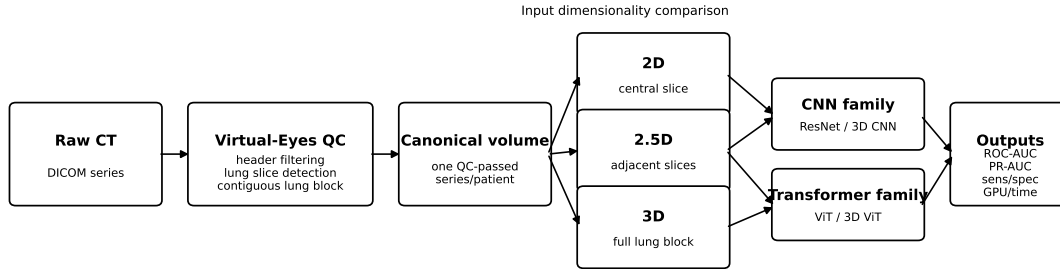 Input dimensionality comparison
Raw CT
DICOM series
Virtual-Eyes QC
header filtering
lung slice detection
contiguous lung block
Canonical volume
one QC-passed
series/patient
2D
central slice
2.5D
adjacent slices
3D
full lung block
CNN family
ResNet / 3D CNN
Transformer family
ViT / 3D ViT
Outputs
ROC-AUC
PR-AUC
sens/spec
GPU/time